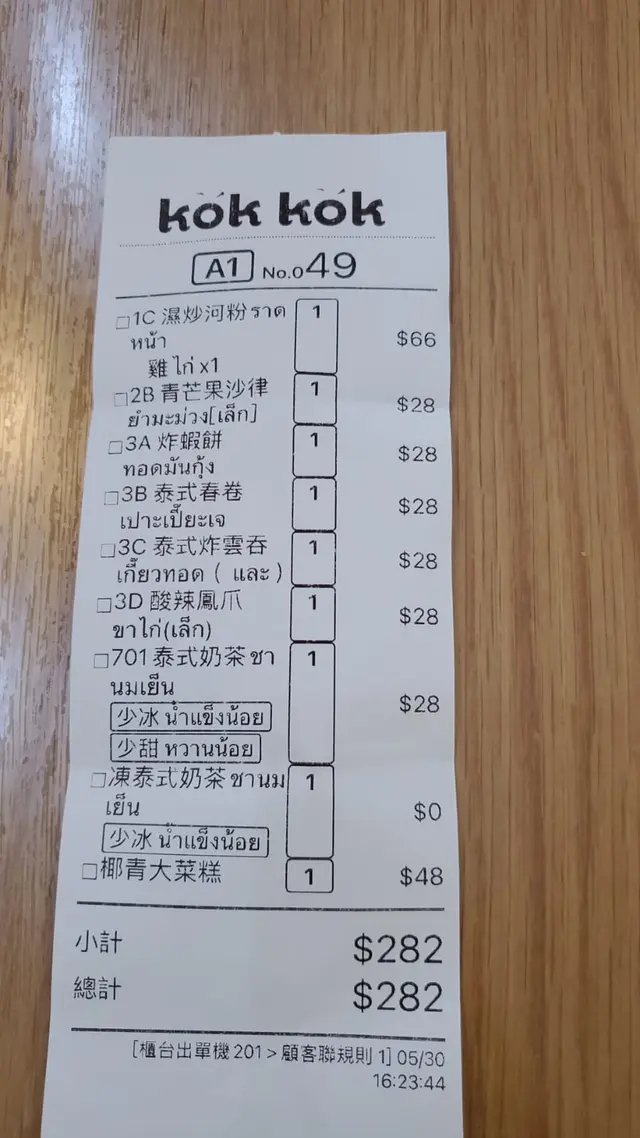 kok kok
A1 No.049
□1C 濕炒河粉ราด 1
หน้า $66
雞 ไก่ x1
□2B 青芒果沙律 1
ยำมะม่วง[เล็ก] $28
□3A 炸蝦餅 1
ทอดมันกุ้ง $28
□3B 泰式春卷 1
เปาะเปี๊ยะเจ $28
□3C 泰式炸雲吞 1
เกี๊ยวทอด ( และ ) $28
□3D 酸辣鳳爪 1
ขาไก่(เล็ก) $28
□701 泰式奶茶 ชา 1
นมเย็น $28
少冰 น้ำแข็งน้อย
少甜 หวานน้อย
□凍泰式奶茶 ชานม 1
เย็น $0
少冰 น้ำแข็งน้อย
□椰青大菜糕 1 $48
小計 $282
總計 $282
[櫃台出單機 201 > 顧客聯規則 1] 05/30
16:23:44